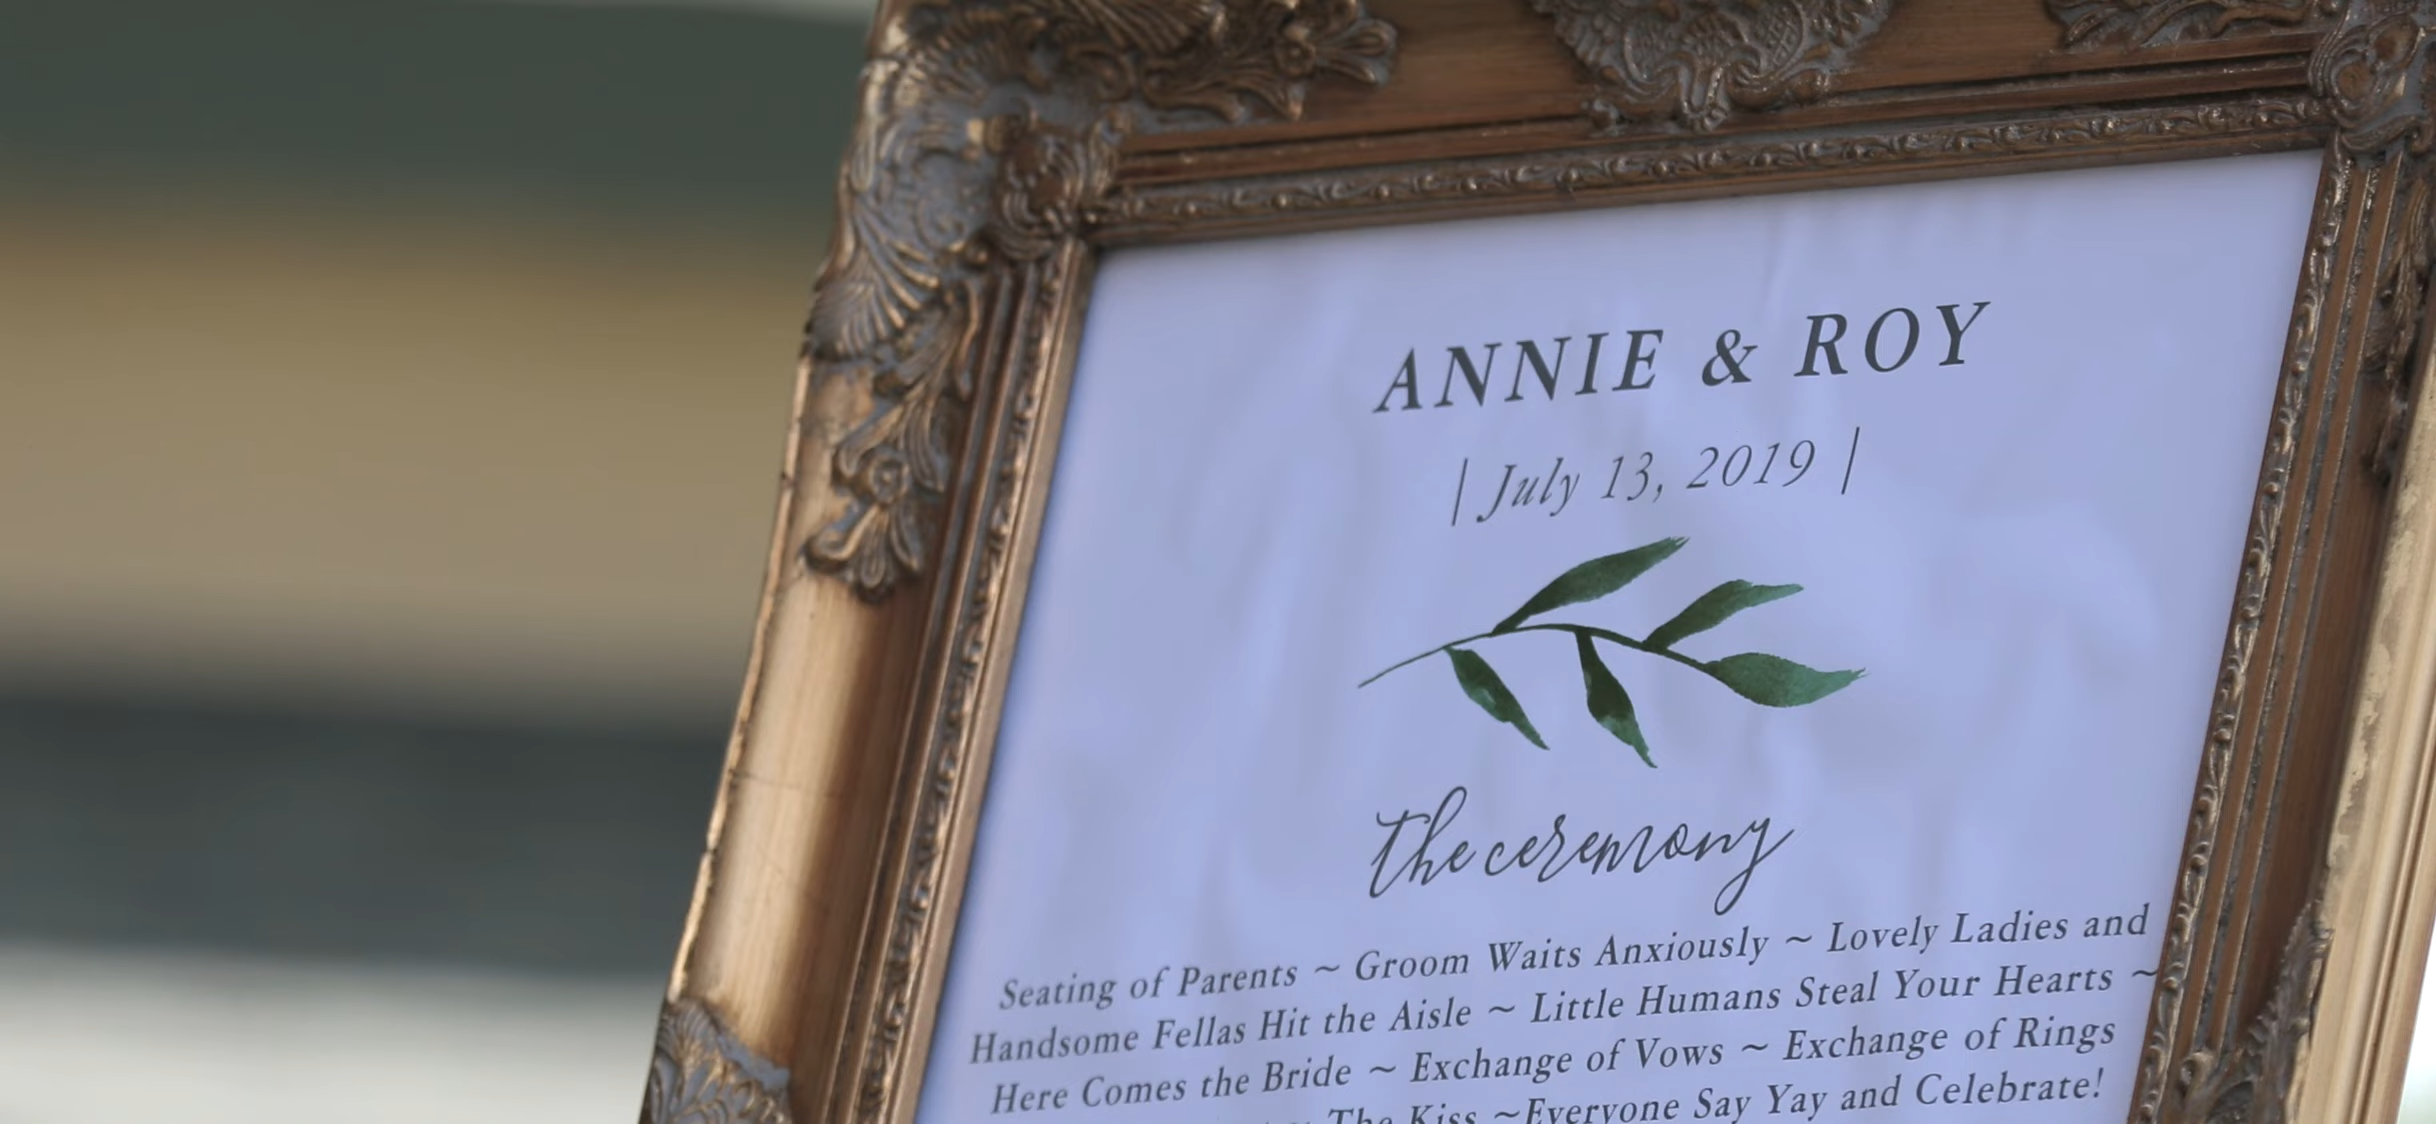 ANNIE & ROY
| July 13, 2019 |
the ceremony
Seating of Parents ~ Groom Waits Anxiously ~ Lovely Ladies and
Handsome Fellas Hit the Aisle ~ Little Humans Steal Your Hearts ~
Here Comes the Bride ~ Exchange of Vows ~ Exchange of Rings
~ The Kiss ~Everyone Say Yay and Celebrate!